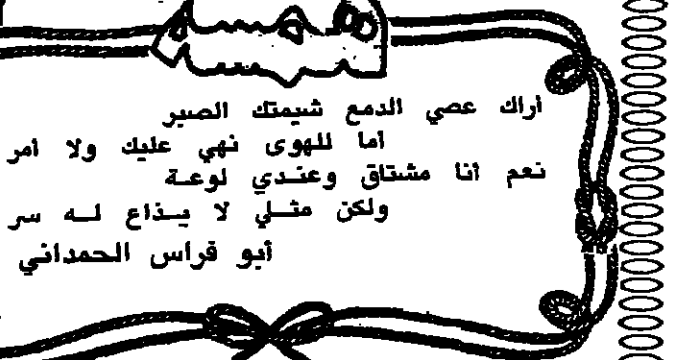 أراك عصي الدمع شيمتك الصبر
أما للهوى نهي عليك ولا أمر
نعم أنا مشتاق وعندي لوعة
ولكن مثلي لا يذاع له سر
أبو فراس الحمداني